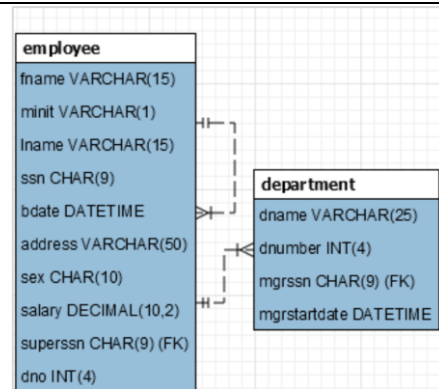 employee
fname VARCHAR(15)
minit VARCHAR(1)
lname VARCHAR(15)
ssn CHAR(9)
bdate DATETIME
address VARCHAR(50)
sex CHAR(10)
salary DECIMAL(10,2)
superssn CHAR(9) (FK)
dno INT(4)
department
dname VARCHAR(25)
dnumber INT(4)
mgrssn CHAR(9) (FK)
mgrstartdate DATETIME